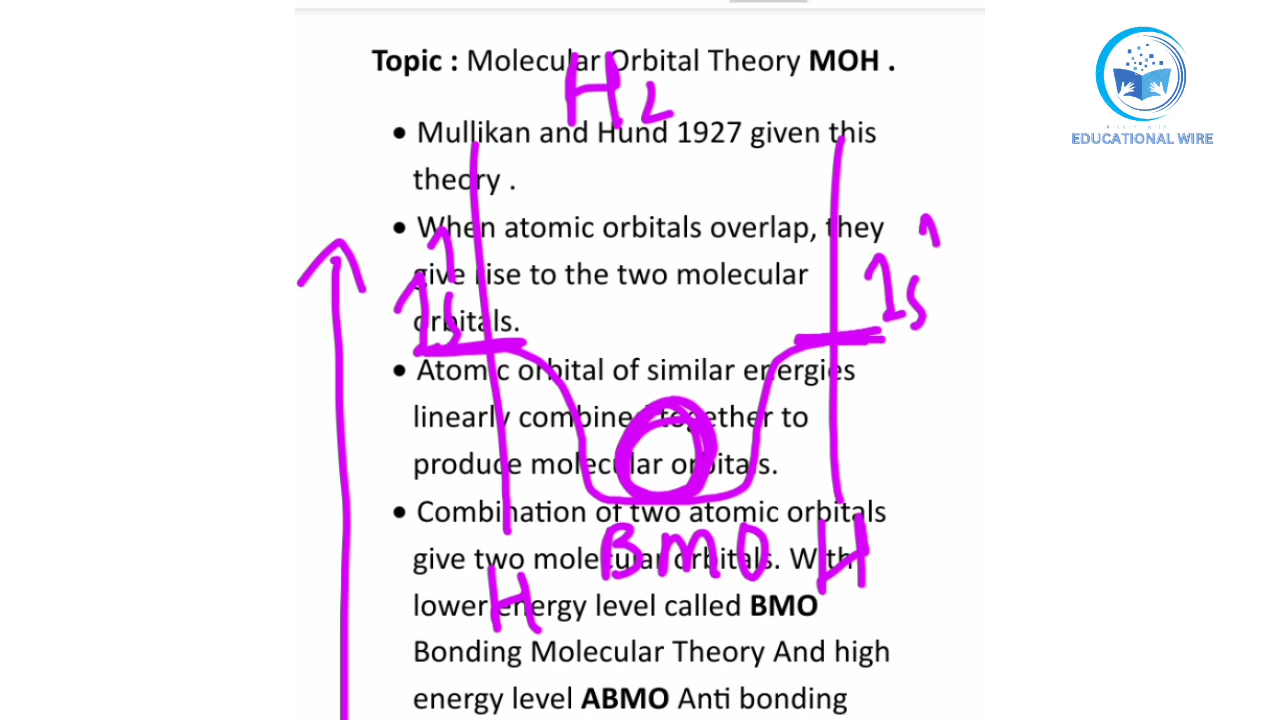 Topic : Molecular Orbital Theory MOH .
H2
• Mullikan and Hund 1927 given this
theory .
• When atomic orbitals overlap, they
give rise to the two molecular
orbitals.
1s1
1s1
• Atomic orbital of similar energies
linearly combined together to
produce molecular orbitals.
• Combination of two atomic orbitals
give two molecular orbitals. With
lower energy level called BMO
Bonding Molecular Theory And high
energy level ABMO Anti bonding
BMO
H
H
EDUCATIONAL WIRE